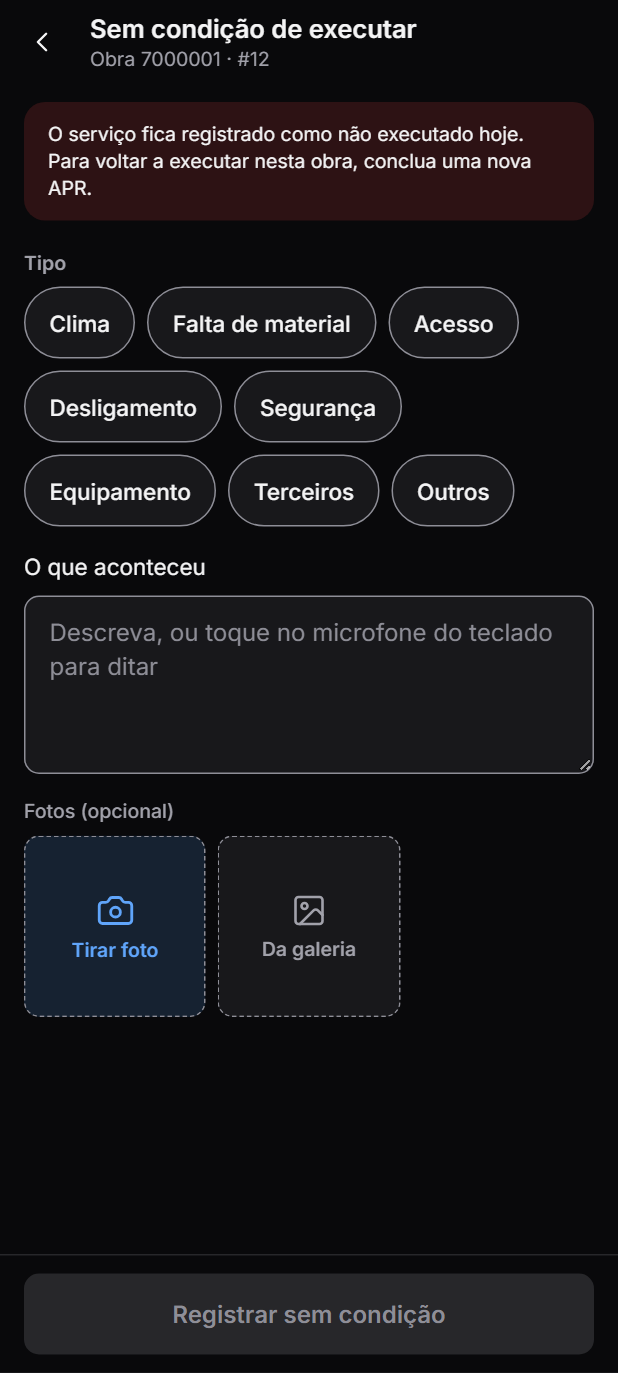 Sem condição de executar
Obra 7000001 · #12
O serviço fica registrado como não executado hoje.
Para voltar a executar nesta obra, conclua uma nova
APR.
Tipo
Clima
Falta de material
Acesso
Desligamento
Segurança
Equipamento
Terceiros
Outros
O que aconteceu
Descreva, ou toque no microfone do teclado
para ditar
Fotos (opcional)
Tirar foto
Da galeria
Registrar sem condição